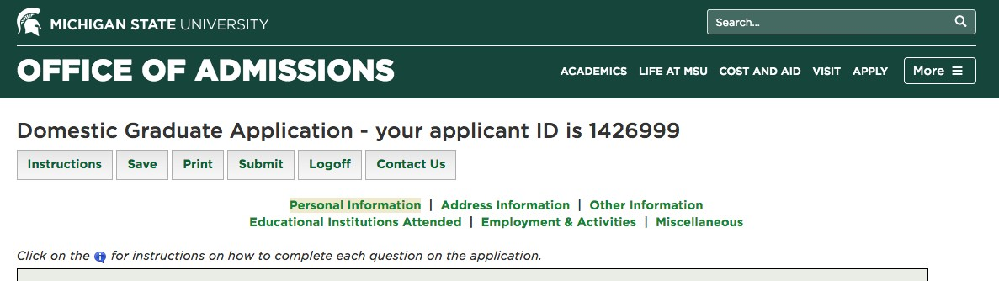 MICHIGAN STATE UNIVERSITY
Search...
OFFICE OF ADMISSIONS
ACADEMICS LIFE AT MSU COST AND AID VISIT APPLY More
Domestic Graduate Application - your applicant ID is 1426999
Instructions Save Print Submit Logoff Contact Us
Personal Information | Address Information | Other Information
Educational Institutions Attended | Employment & Activities | Miscellaneous
Click on the i for instructions on how to complete each question on the application.